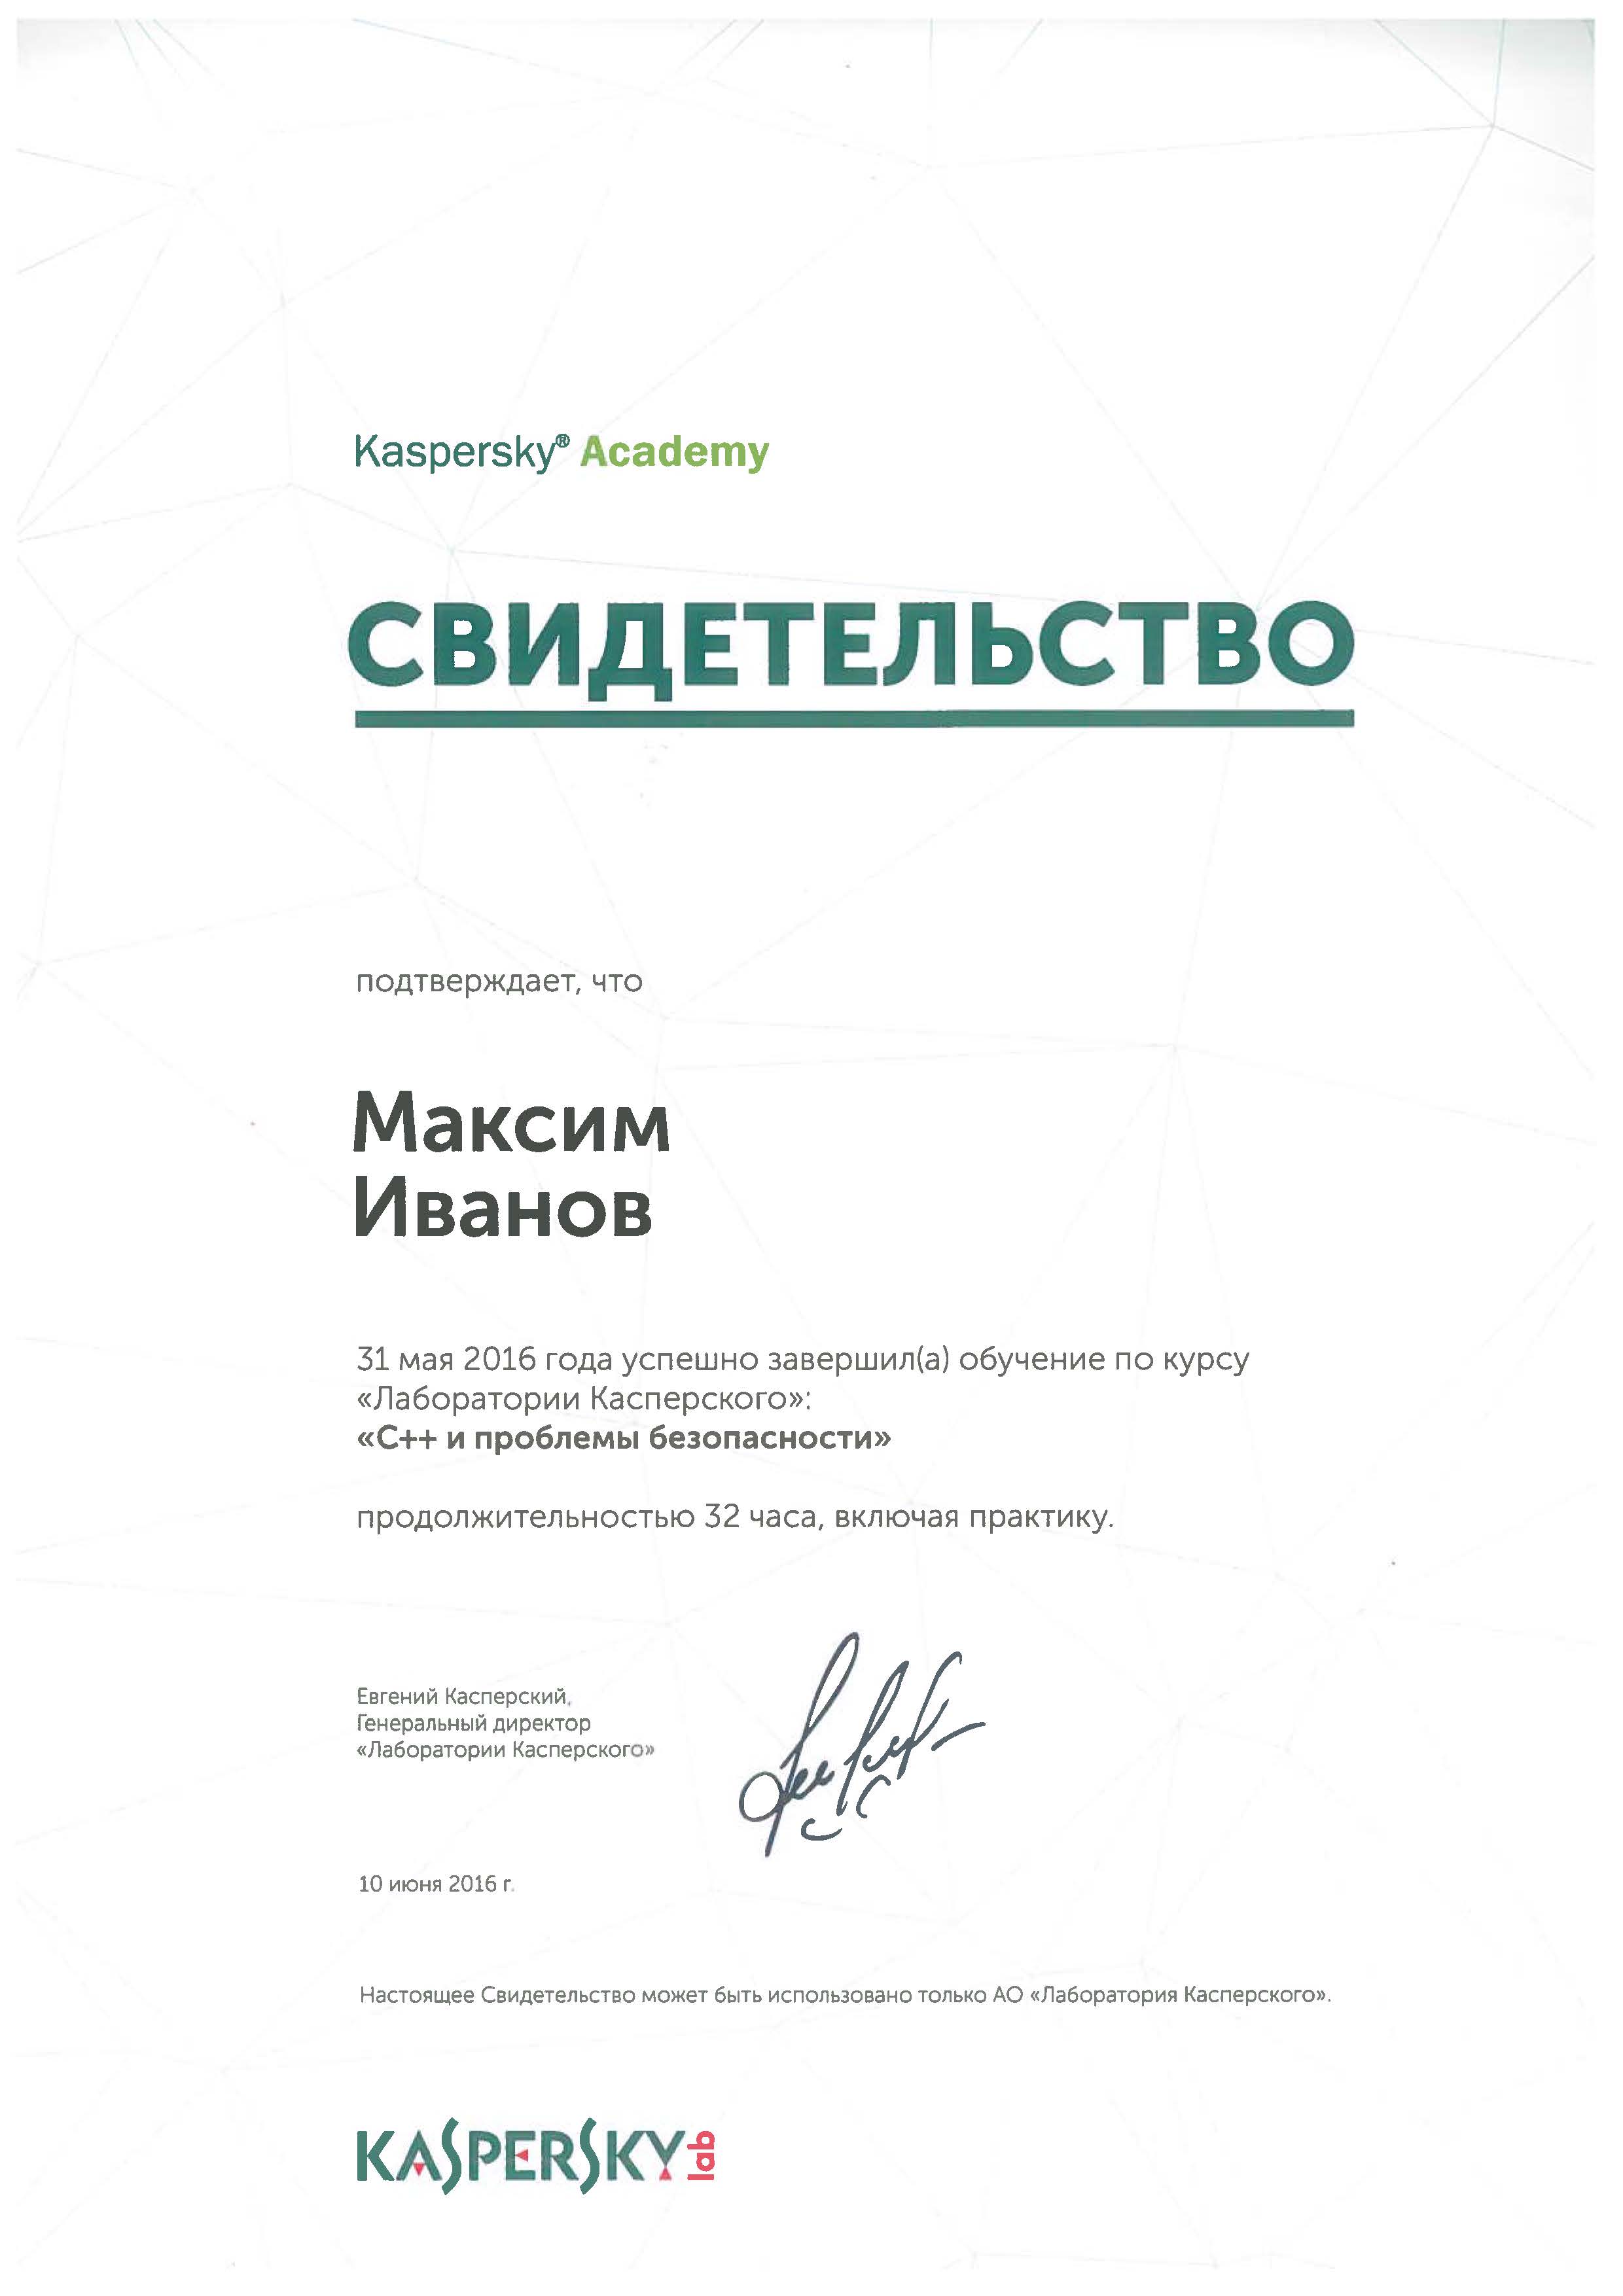 Kaspersky® Academy
СВИДЕТЕЛЬСТВО
подтверждает, что
Максим
Иванов
31 мая 2016 года успешно завершил(а) обучение по курсу
«Лаборатории Касперского»:
«С++ и проблемы безопасности»
продолжительностью 32 часа, включая практику.
Евгений Касперский,
Генеральный директор
«Лаборатории Касперского»
10 июня 2016 г.
Настоящее Свидетельство может быть использовано только АО «Лаборатория Касперского».
KASPERSKY lab